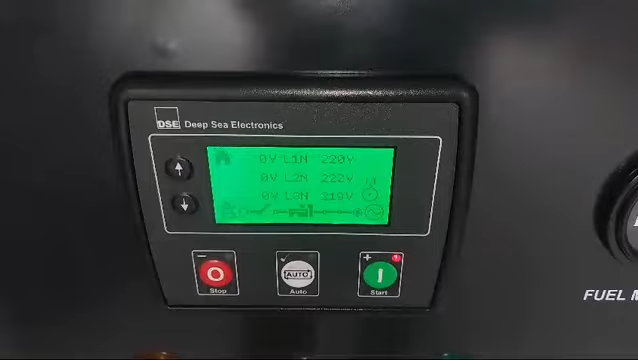 DSE Deep Sea Electronics
0V L1N 220V
0V L2N 222V
0V L3N 219V
Stop
AUTO
Auto
Start
FUEL